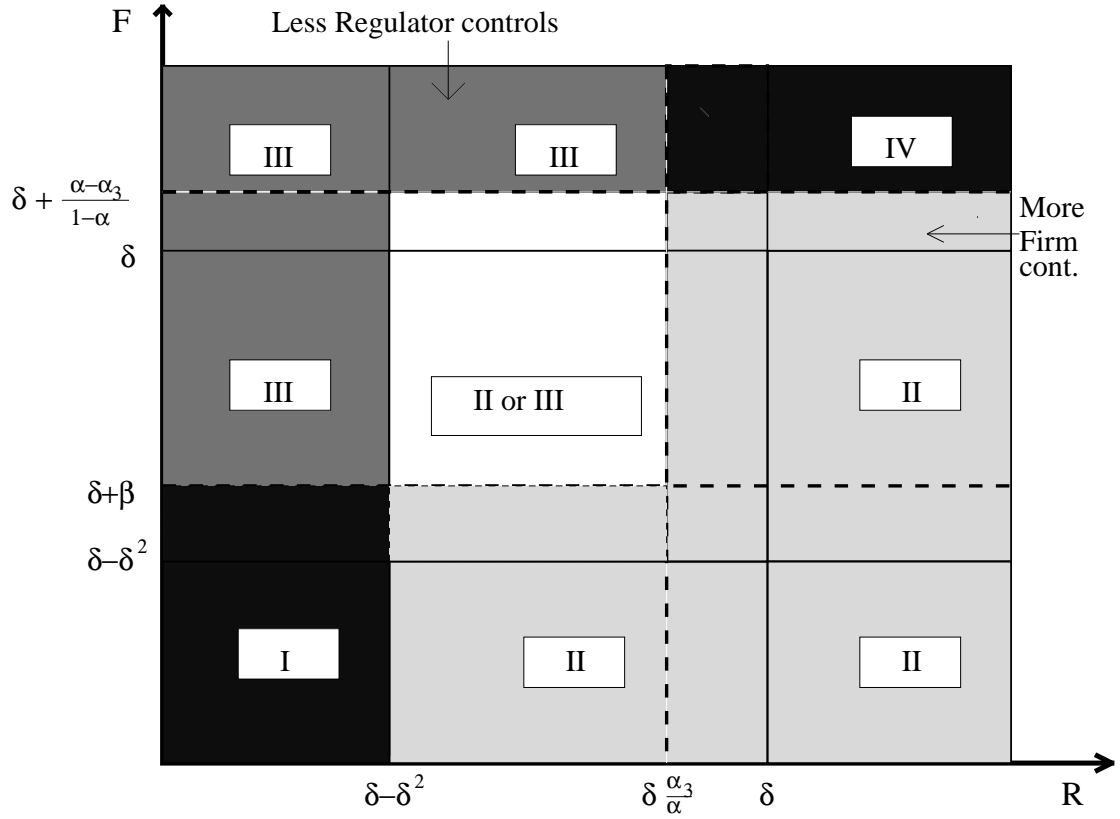 F
Less Regulator controls
III
III
IV
δ + α−α₃/1−α
More
Firm
cont.
δ
III
II or III
II
δ+β
δ−δ²
I
II
II
δ−δ²
δ α₃/α
δ
R